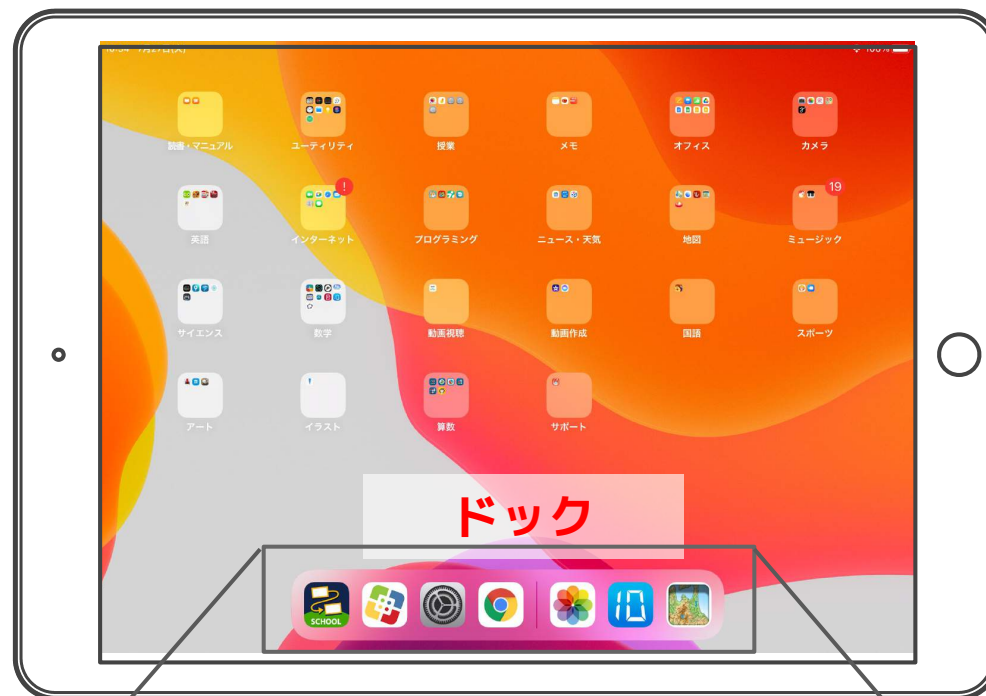 100%
読書・マニュアル ユーティリティ 授業 メモ オフィス カメラ
! 19
英語 インターネット プログラミング ニュース・天気 地図 ミュージック
サイエンス 数字 動画視聴 動画作成 国語 スポーツ
アート イラスト 算数 サポート
ドック
SCHOOL 10